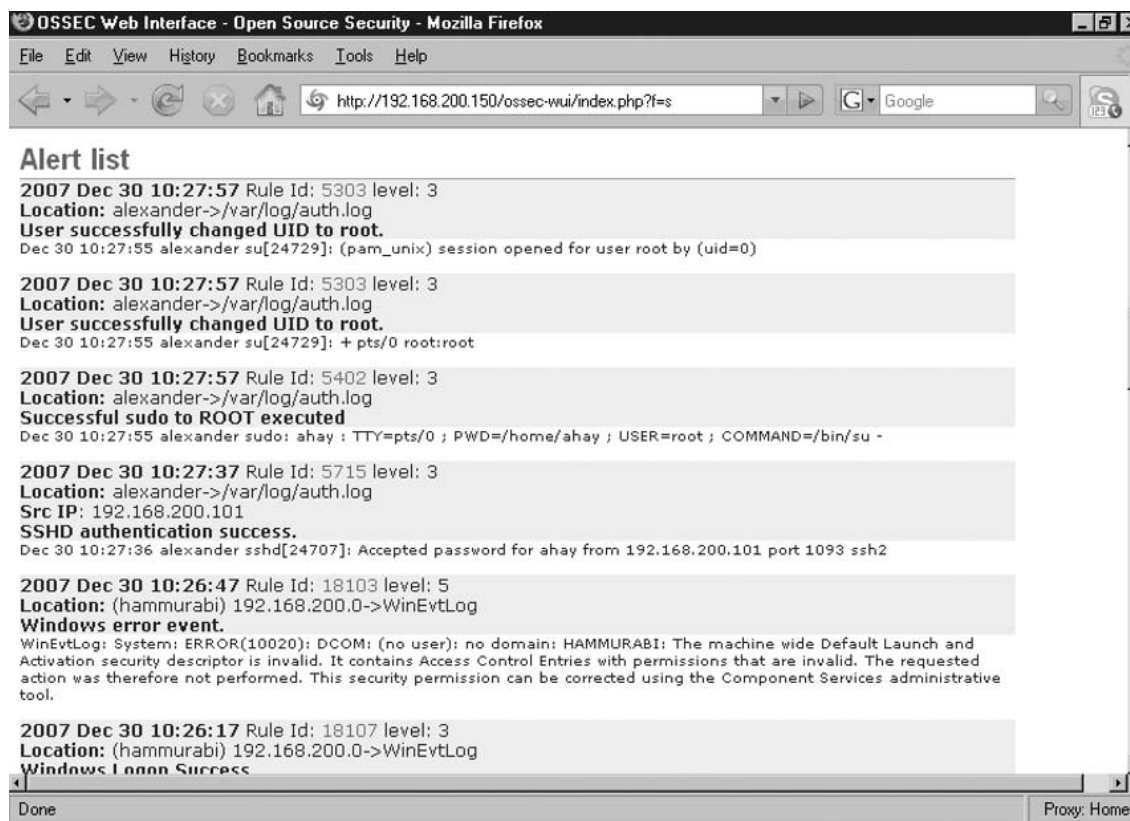 OSSEC Web Interface - Open Source Security - Mozilla Firefox
File Edit View History Bookmarks Tools Help
http://192.168.200.150/ossec-wui/index.php?f=s
G Google
Alert list
2007 Dec 30 10:27:57 Rule Id: 5303 level: 3
Location: alexander->/var/log/auth.log
User successfully changed UID to root.
Dec 30 10:27:55 alexander su[24729]: (pam_unix) session opened for user root by (uid=0)
2007 Dec 30 10:27:57 Rule Id: 5303 level: 3
Location: alexander->/var/log/auth.log
User successfully changed UID to root.
Dec 30 10:27:55 alexander su[24729]: + pts/0 root:root
2007 Dec 30 10:27:57 Rule Id: 5402 level: 3
Location: alexander->/var/log/auth.log
Successful sudo to ROOT executed
Dec 30 10:27:55 alexander sudo: ahay : TTY=pts/0 ; PWD=/home/ahay ; USER=root ; COMMAND=/bin/su -
2007 Dec 30 10:27:37 Rule Id: 5715 level: 3
Location: alexander->/var/log/auth.log
Src IP: 192.168.200.101
SSHD authentication success.
Dec 30 10:27:36 alexander sshd[24707]: Accepted password for ahay from 192.168.200.101 port 1093 ssh2
2007 Dec 30 10:26:47 Rule Id: 18103 level: 5
Location: (hammurabi) 192.168.200.0->WinEvtLog
Windows error event.
WinEvtLog: System: ERROR(10020): DCOM: (no user): no domain: HAMMURABI: The machine wide Default Launch and
Activation security descriptor is invalid. It contains Access Control Entries with permissions that are invalid. The requested
action was therefore not performed. This security permission can be corrected using the Component Services administrative
tool.
2007 Dec 30 10:26:17 Rule Id: 18107 level: 3
Location: (hammurabi) 192.168.200.0->WinEvtLog
Windows Logon Success
Done
Proxy: Home